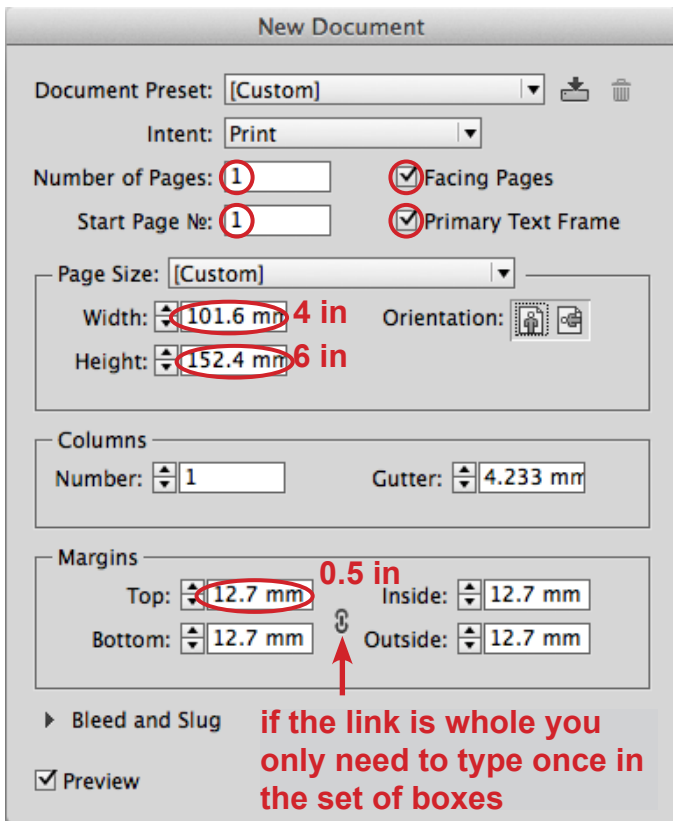 New Document
Document Preset: [Custom]
Intent: Print
Number of Pages: 1 Facing Pages
Start Page №: 1 Primary Text Frame
Page Size: [Custom]
Width: 101.6 mm 4 in Orientation:
Height: 152.4 mm 6 in
Columns
Number: 1 Gutter: 4.233 mm
Margins
0.5 in
Top: 12.7 mm Inside: 12.7 mm
Bottom: 12.7 mm Outside: 12.7 mm
Bleed and Slug
if the link is whole you
only need to type once in
the set of boxes
Preview